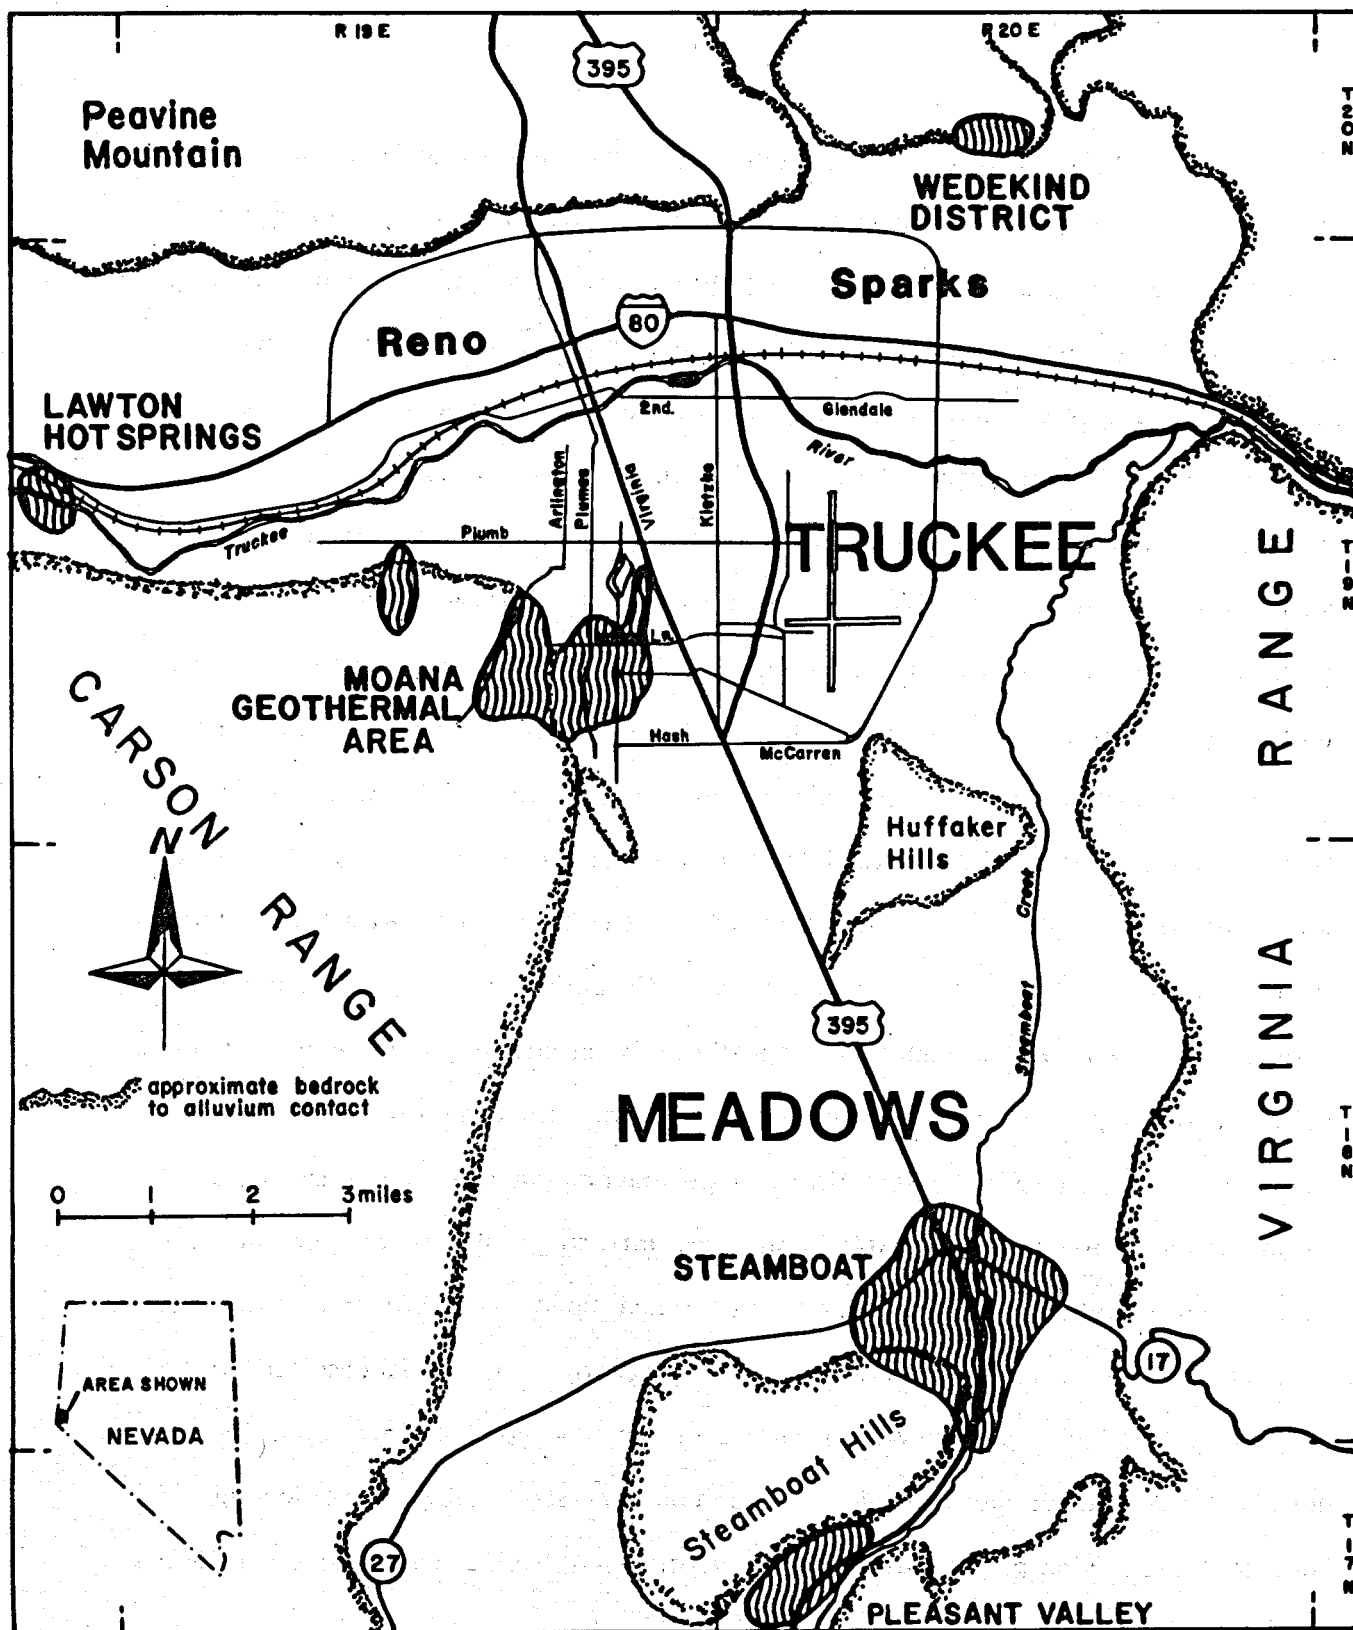 R 19 E
R 20 E
395
T 20 N
Peavine
Mountain
WEDEKIND
DISTRICT
Sparks
80
Reno
LAWTON
HOT SPRINGS
2nd.
Glendale
River
Arlington
Plumas
Virginia
Kietzke
Truckee
Plumb
TRUCKEE
T 19 N
Ln.
MOANA
GEOTHERMAL
AREA
Hash
McCarren
CARSON RANGE
Huffaker
Hills
N
Steamboat Creek
VIRGINIA RANGE
395
approximate bedrock
to alluvium contact
MEADOWS
T 18 N
0 1 2 3 miles
STEAMBOAT
17
AREA SHOWN
NEVADA
Steamboat Hills
27
T 17 N
PLEASANT VALLEY